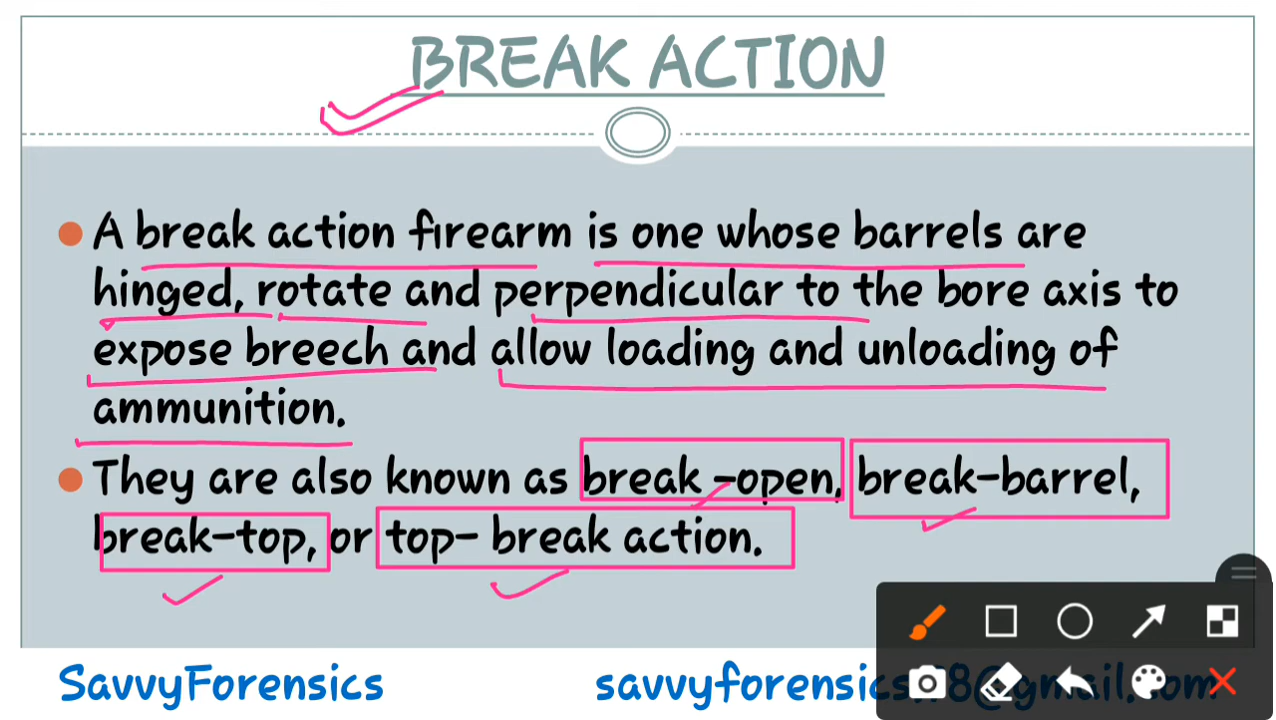 BREAK ACTION
A break action firearm is one whose barrels are
hinged, rotate and perpendicular to the bore axis to
expose breech and allow loading and unloading of
ammunition.
They are also known as break -open, break-barrel,
break-top, or top- break action.
SavvyForensics